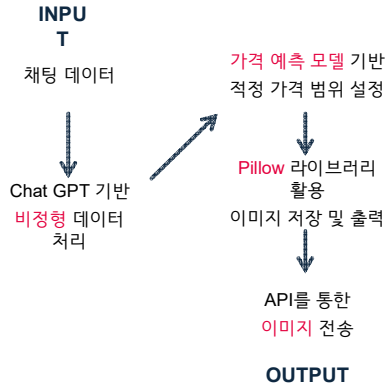 INPU
T
채팅 데이터
Chat GPT 기반
비정형 데이터
처리
가격 예측 모델 기반
적정 가격 범위 설정
Pillow 라이브러리
활용
이미지 저장 및 출력
API를 통한
이미지 전송
OUTPUT